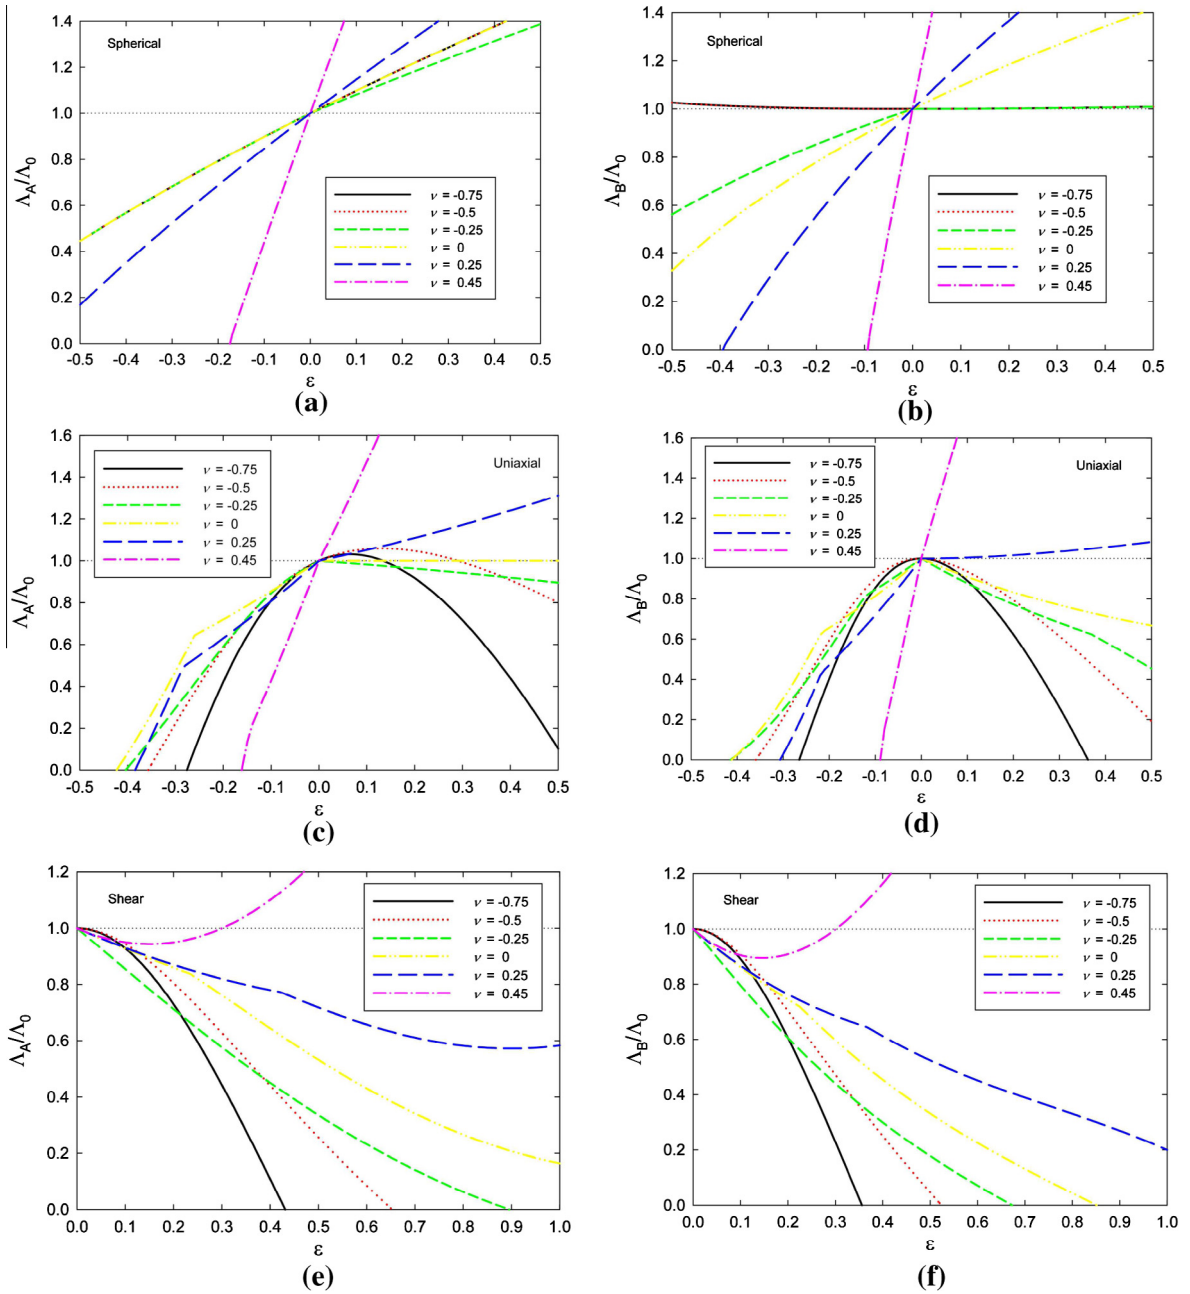 1.4
1.2
1.0
0.8
0.6
0.4
0.2
0.0
Λ_A/Λ_0
Spherical
ν = -0.75
ν = -0.5
ν = -0.25
ν = 0
ν = 0.25
ν = 0.45
-0.5 -0.4 -0.3 -0.2 -0.1 0.0 0.1 0.2 0.3 0.4 0.5
ε
(a)
1.4
1.2
1.0
0.8
0.6
0.4
0.2
0.0
Λ_B/Λ_0
Spherical
ν = -0.75
ν = -0.5
ν = -0.25
ν = 0
ν = 0.25
ν = 0.45
-0.5 -0.4 -0.3 -0.2 -0.1 0.0 0.1 0.2 0.3 0.4 0.5
ε
(b)
1.6
1.4
1.2
1.0
0.8
0.6
0.4
0.2
0.0
Λ_A/Λ_0
ν = -0.75
ν = -0.5
ν = -0.25
ν = 0
ν = 0.25
ν = 0.45
Uniaxial
-0.5 -0.4 -0.3 -0.2 -0.1 0.0 0.1 0.2 0.3 0.4 0.5
ε
(c)
1.6
1.4
1.2
1.0
0.8
0.6
0.4
0.2
0.0
Λ_B/Λ_0
ν = -0.75
ν = -0.5
ν = -0.25
ν = 0
ν = 0.25
ν = 0.45
Uniaxial
-0.5 -0.4 -0.3 -0.2 -0.1 0.0 0.1 0.2 0.3 0.4 0.5
ε
(d)
1.2
1.0
0.8
0.6
0.4
0.2
0.0
Λ_A/Λ_0
Shear
ν = -0.75
ν = -0.5
ν = -0.25
ν = 0
ν = 0.25
ν = 0.45
0.0 0.1 0.2 0.3 0.4 0.5 0.6 0.7 0.8 0.9 1.0
ε
(e)
1.2
1.0
0.8
0.6
0.4
0.2
0.0
Λ_B/Λ_0
Shear
ν = -0.75
ν = -0.5
ν = -0.25
ν = 0
ν = 0.25
ν = 0.45
0.0 0.1 0.2 0.3 0.4 0.5 0.6 0.7 0.8 0.9 1.0
ε
(f)